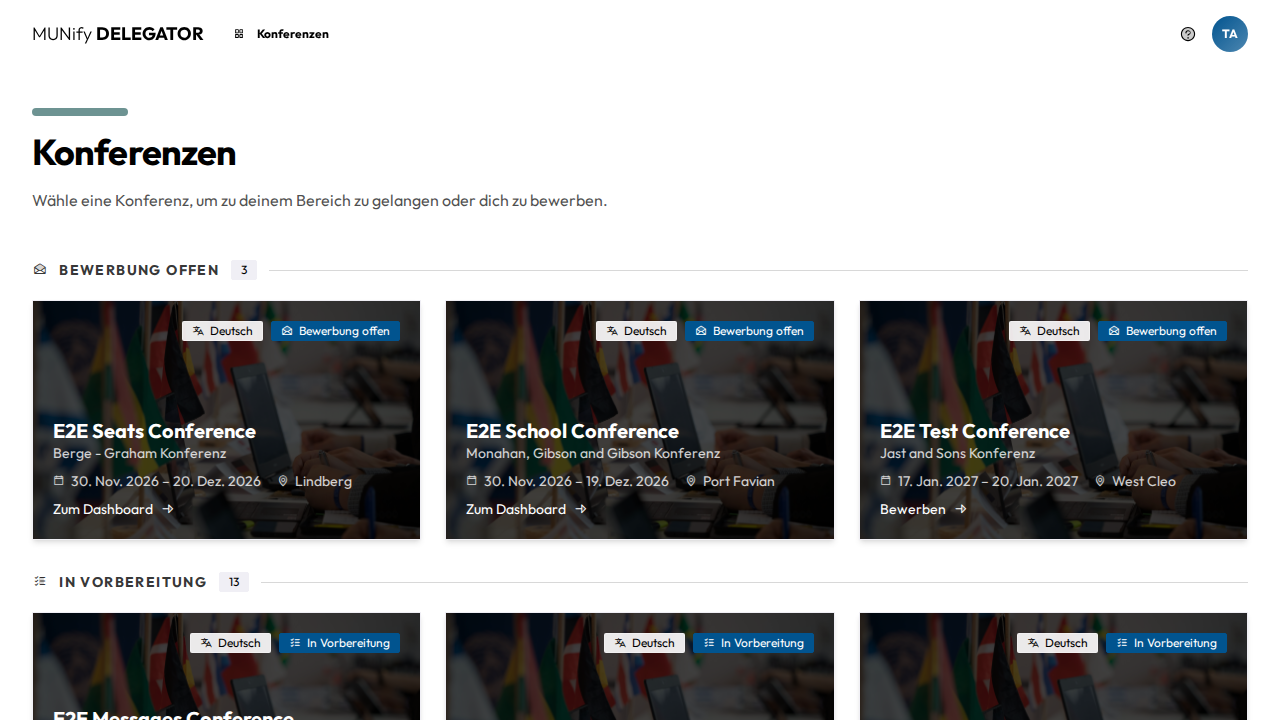 MUNify DELEGATOR
Konferenzen
TA
Konferenzen
Wähle eine Konferenz, um zu deinem Bereich zu gelangen oder dich zu bewerben.
BEWERBUNG OFFEN 3
Deutsch Bewerbung offen
E2E Seats Conference
Berge - Graham Konferenz
30. Nov. 2026 – 20. Dez. 2026 Lindberg
Zum Dashboard
Deutsch Bewerbung offen
E2E School Conference
Monahan, Gibson and Gibson Konferenz
30. Nov. 2026 – 19. Dez. 2026 Port Favian
Zum Dashboard
Deutsch Bewerbung offen
E2E Test Conference
Jast and Sons Konferenz
17. Jan. 2027 – 20. Jan. 2027 West Cleo
Bewerben
IN VORBEREITUNG 13
Deutsch In Vorbereitung
E2E Messages Conference
Deutsch In Vorbereitung
Deutsch In Vorbereitung